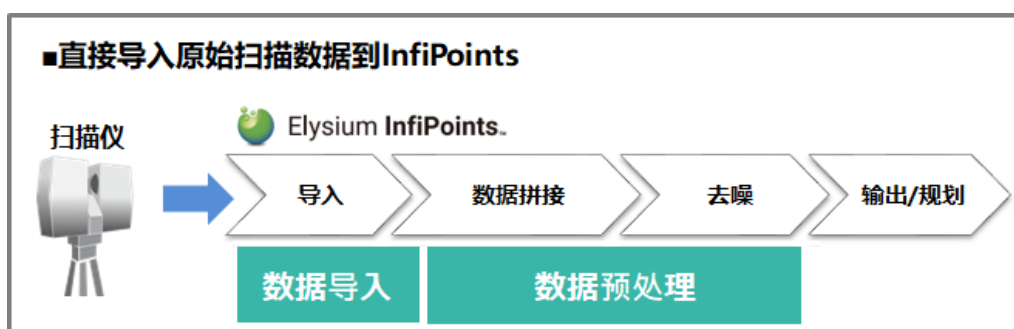 ■直接导入原始扫描数据到InfiPoints
扫描仪
Elysium InfiPoints™
导入
数据拼接
去噪
输出/规划
数据导入
数据预处理